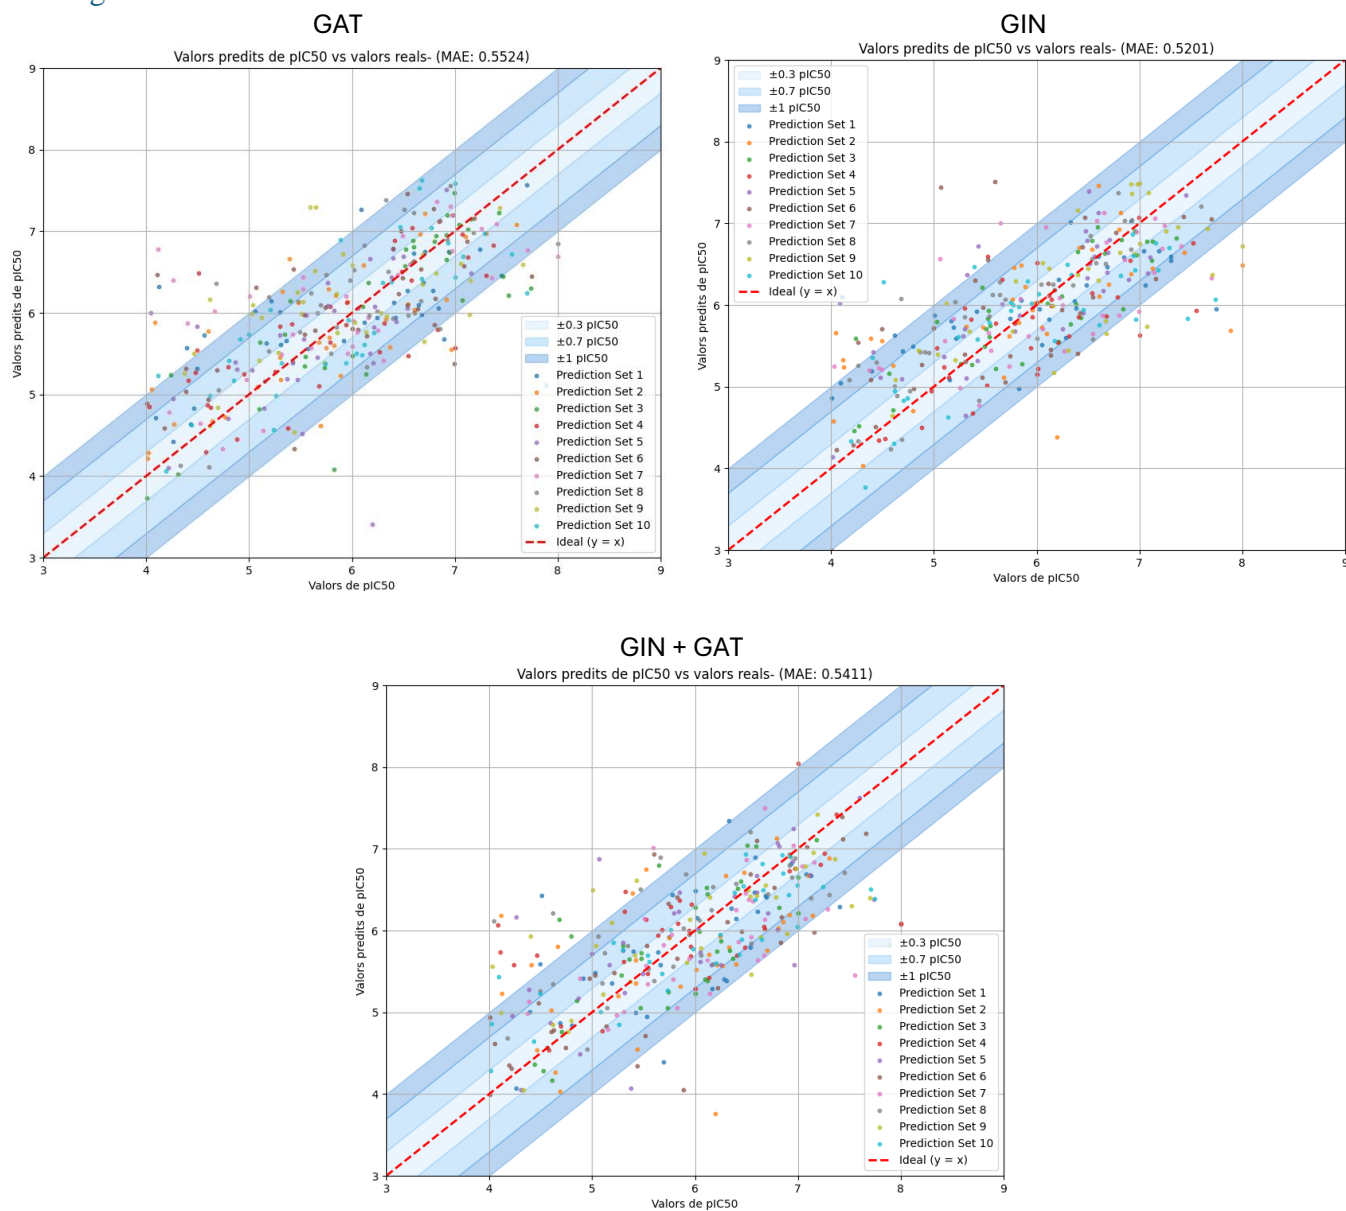 GAT
Valors predits de pIC50 vs valors reals- (MAE: 0.5524)
Valors predits de pIC50
9
8
7
6
5
4
3
3 4 5 6 7 8 9
Valors de pIC50
±0.3 pIC50
±0.7 pIC50
±1 pIC50
Prediction Set 1
Prediction Set 2
Prediction Set 3
Prediction Set 4
Prediction Set 5
Prediction Set 6
Prediction Set 7
Prediction Set 8
Prediction Set 9
Prediction Set 10
Ideal (y = x)
GIN
Valors predits de pIC50 vs valors reals- (MAE: 0.5201)
Valors predits de pIC50
9
8
7
6
5
4
3
3 4 5 6 7 8 9
Valors de pIC50
±0.3 pIC50
±0.7 pIC50
±1 pIC50
Prediction Set 1
Prediction Set 2
Prediction Set 3
Prediction Set 4
Prediction Set 5
Prediction Set 6
Prediction Set 7
Prediction Set 8
Prediction Set 9
Prediction Set 10
Ideal (y = x)
GIN + GAT
Valors predits de pIC50 vs valors reals- (MAE: 0.5411)
Valors predits de pIC50
9
8
7
6
5
4
3
3 4 5 6 7 8 9
Valors de pIC50
±0.3 pIC50
±0.7 pIC50
±1 pIC50
Prediction Set 1
Prediction Set 2
Prediction Set 3
Prediction Set 4
Prediction Set 5
Prediction Set 6
Prediction Set 7
Prediction Set 8
Prediction Set 9
Prediction Set 10
Ideal (y = x)